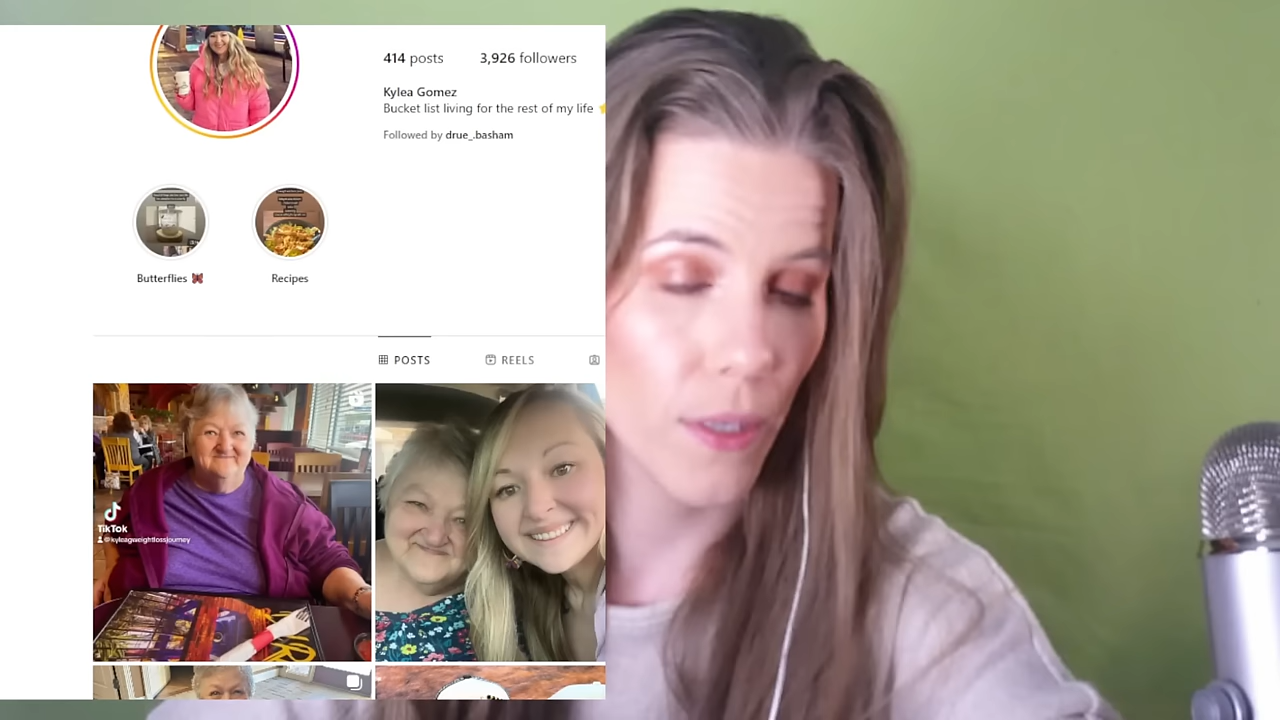 414 posts 3,926 followers
Kylea Gomez
Bucket list living for the rest of my life
Followed by drue_.basham
Butterflies
Recipes
POSTS REELS
TikTok
@kyleagweightlossjourney